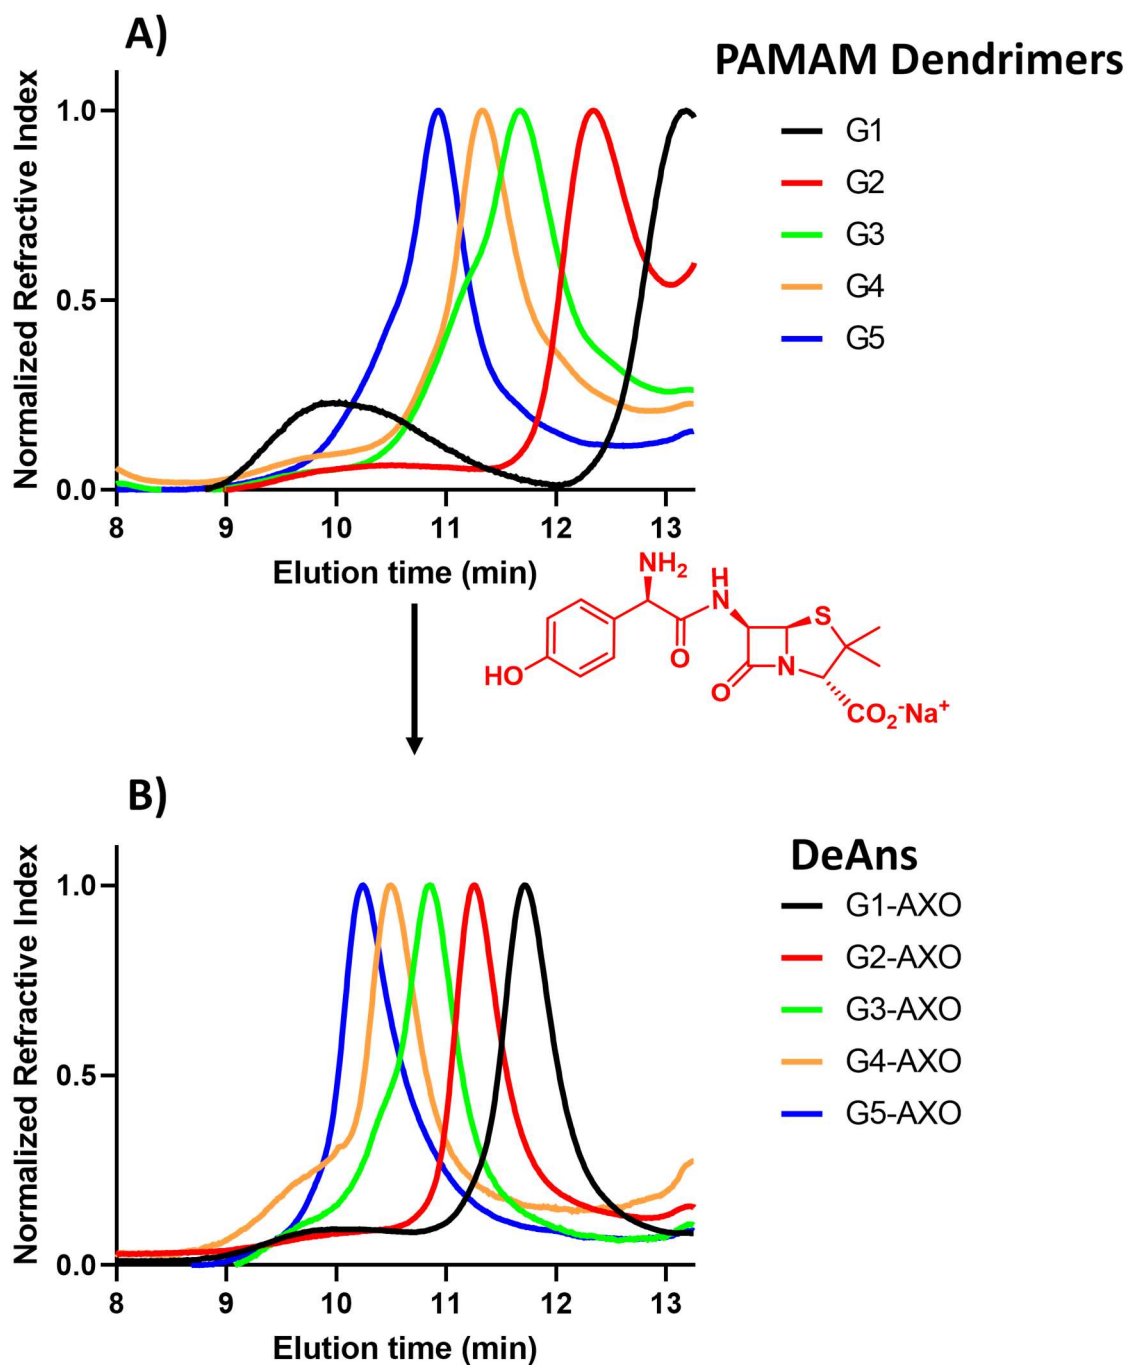 A)
PAMAM Dendrimers
G1
G2
G3
G4
G5
Normalized Refractive Index
1.0
0.5
0.0
8 9 10 11 12 13
Elution time (min)
NH2
H
N
S
O
N
HO
O
CO2-Na+
B)
DeAns
G1-AXO
G2-AXO
G3-AXO
G4-AXO
G5-AXO
Normalized Refractive Index
1.0
0.5
0.0
8 9 10 11 12 13
Elution time (min)